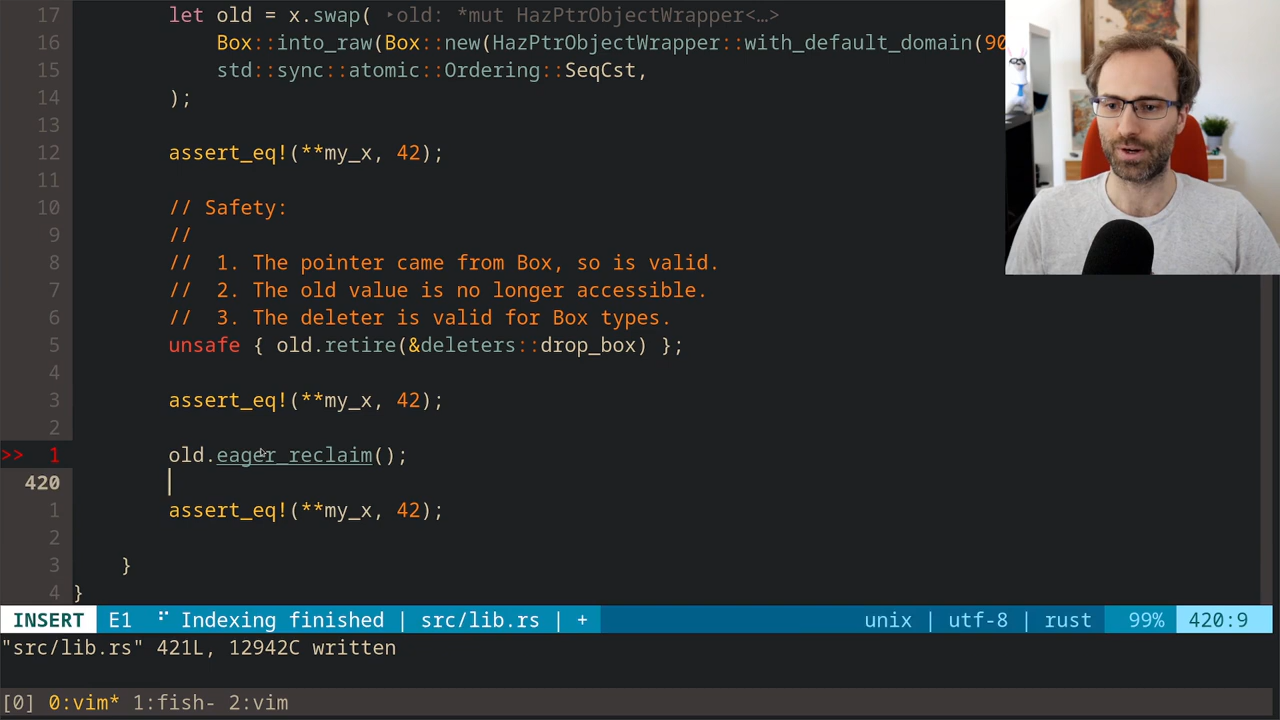 17 let old = x.swap( ▸old: *mut HazPtrObjectWrapper<…>
16 Box::into_raw(Box::new(HazPtrObjectWrapper::with_default_domain(90
15 std::sync::atomic::Ordering::SeqCst,
14 );
13
12 assert_eq!(**my_x, 42);
11
10 // Safety:
9 //
8 // 1. The pointer came from Box, so is valid.
7 // 2. The old value is no longer accessible.
6 // 3. The deleter is valid for Box types.
5 unsafe { old.retire(&deleters::drop_box) };
4
3 assert_eq!(**my_x, 42);
2
>> 1 old.eager_reclaim();
420
1 assert_eq!(**my_x, 42);
2
3 }
4 }
INSERT E1 ⠋ Indexing finished | src/lib.rs | + unix | utf-8 | rust 99% 420:9
"src/lib.rs" 421L, 12942C written
[0] 0:vim* 1:fish- 2:vim